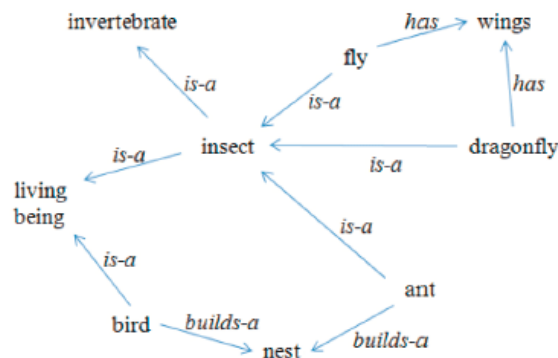 invertebrate
has
wings
fly
is-a
is-a
has
insect
dragonfly
is-a
is-a
living
being
is-a
is-a
ant
bird
builds-a
builds-a
nest